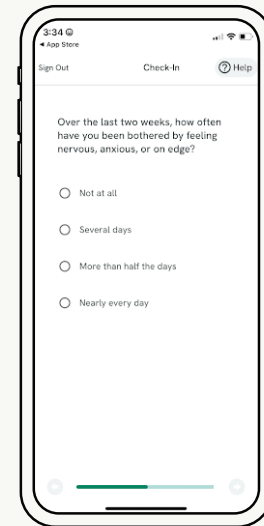 3:34
◀ App Store
Sign Out
Check-In
? Help
Over the last two weeks, how often
have you been bothered by feeling
nervous, anxious, or on edge?
Not at all
Several days
More than half the days
Nearly every day